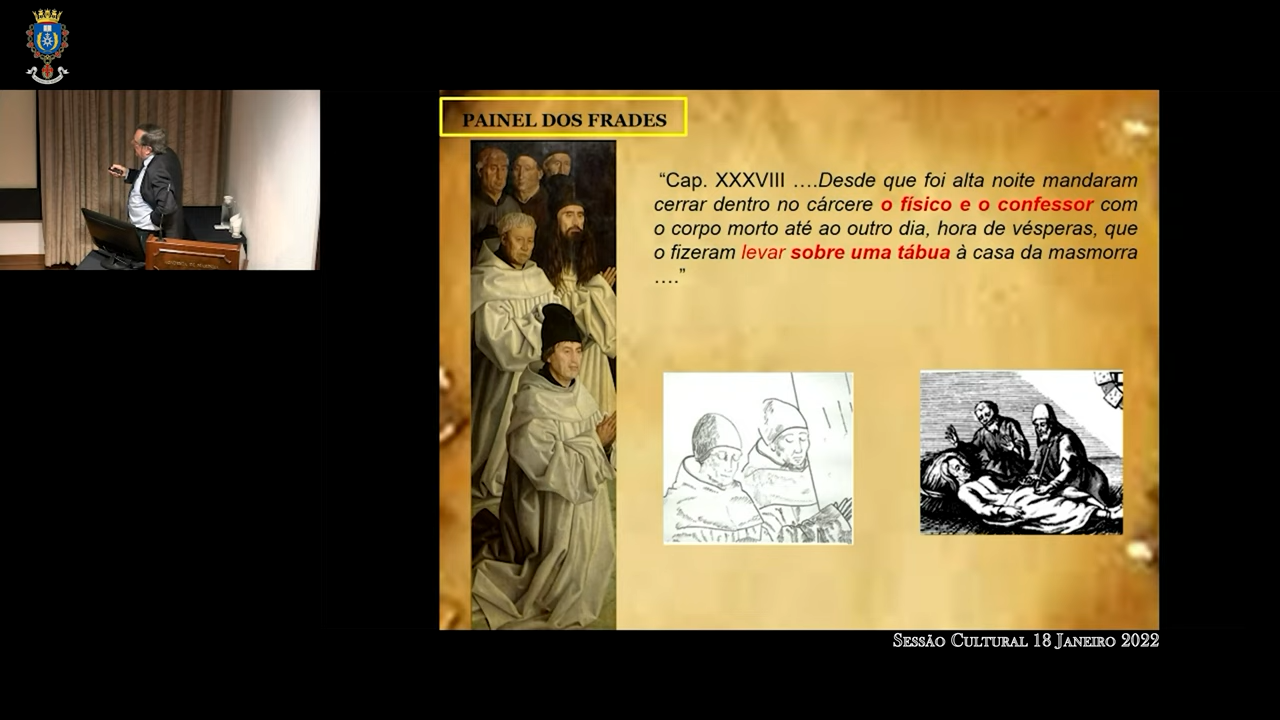 PAINEL DOS FRADES
“Cap. XXXVIII ….Desde que foi alta noite mandaram
cerrar dentro no cárcere o físico e o confessor com
o corpo morto até ao outro dia, hora de vésperas, que
o fizeram levar sobre uma tábua à casa da masmorra
….”
Sessão Cultural 18 Janeiro 2022